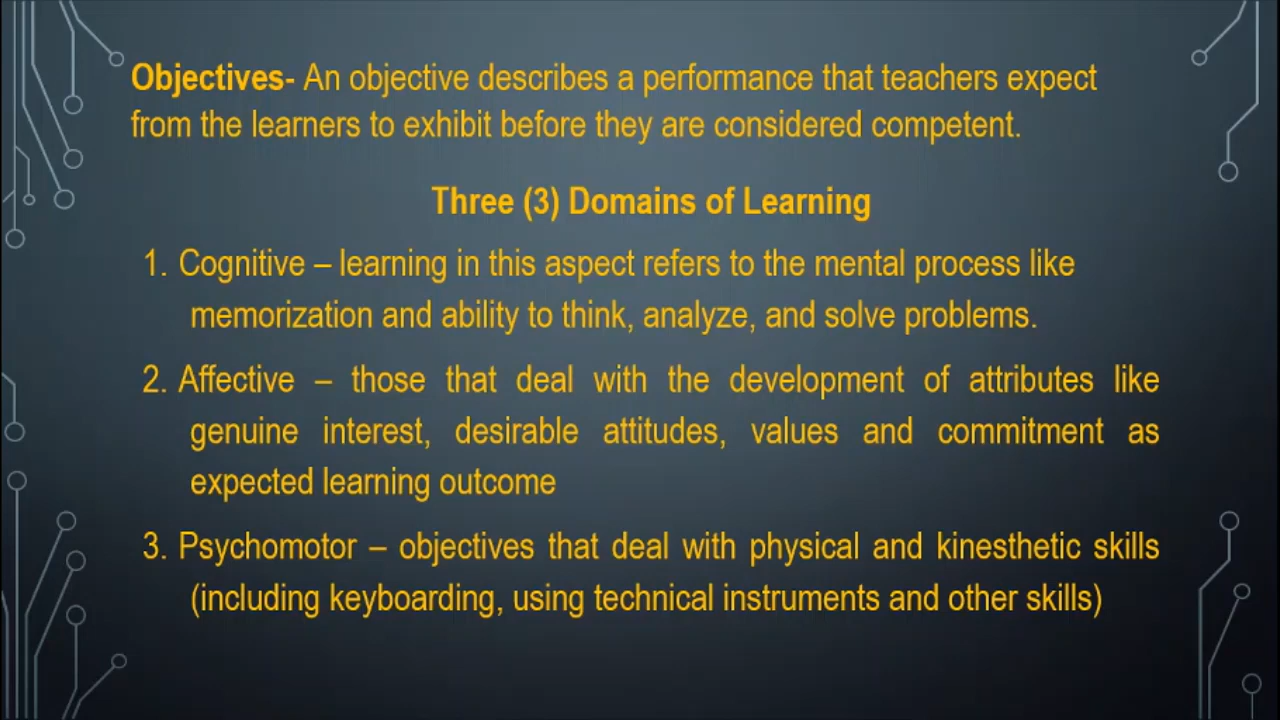 Objectives- An objective describes a performance that teachers expect
from the learners to exhibit before they are considered competent.
Three (3) Domains of Learning
1. Cognitive – learning in this aspect refers to the mental process like
memorization and ability to think, analyze, and solve problems.
2. Affective – those that deal with the development of attributes like
genuine interest, desirable attitudes, values and commitment as
expected learning outcome
3. Psychomotor – objectives that deal with physical and kinesthetic skills
(including keyboarding, using technical instruments and other skills)